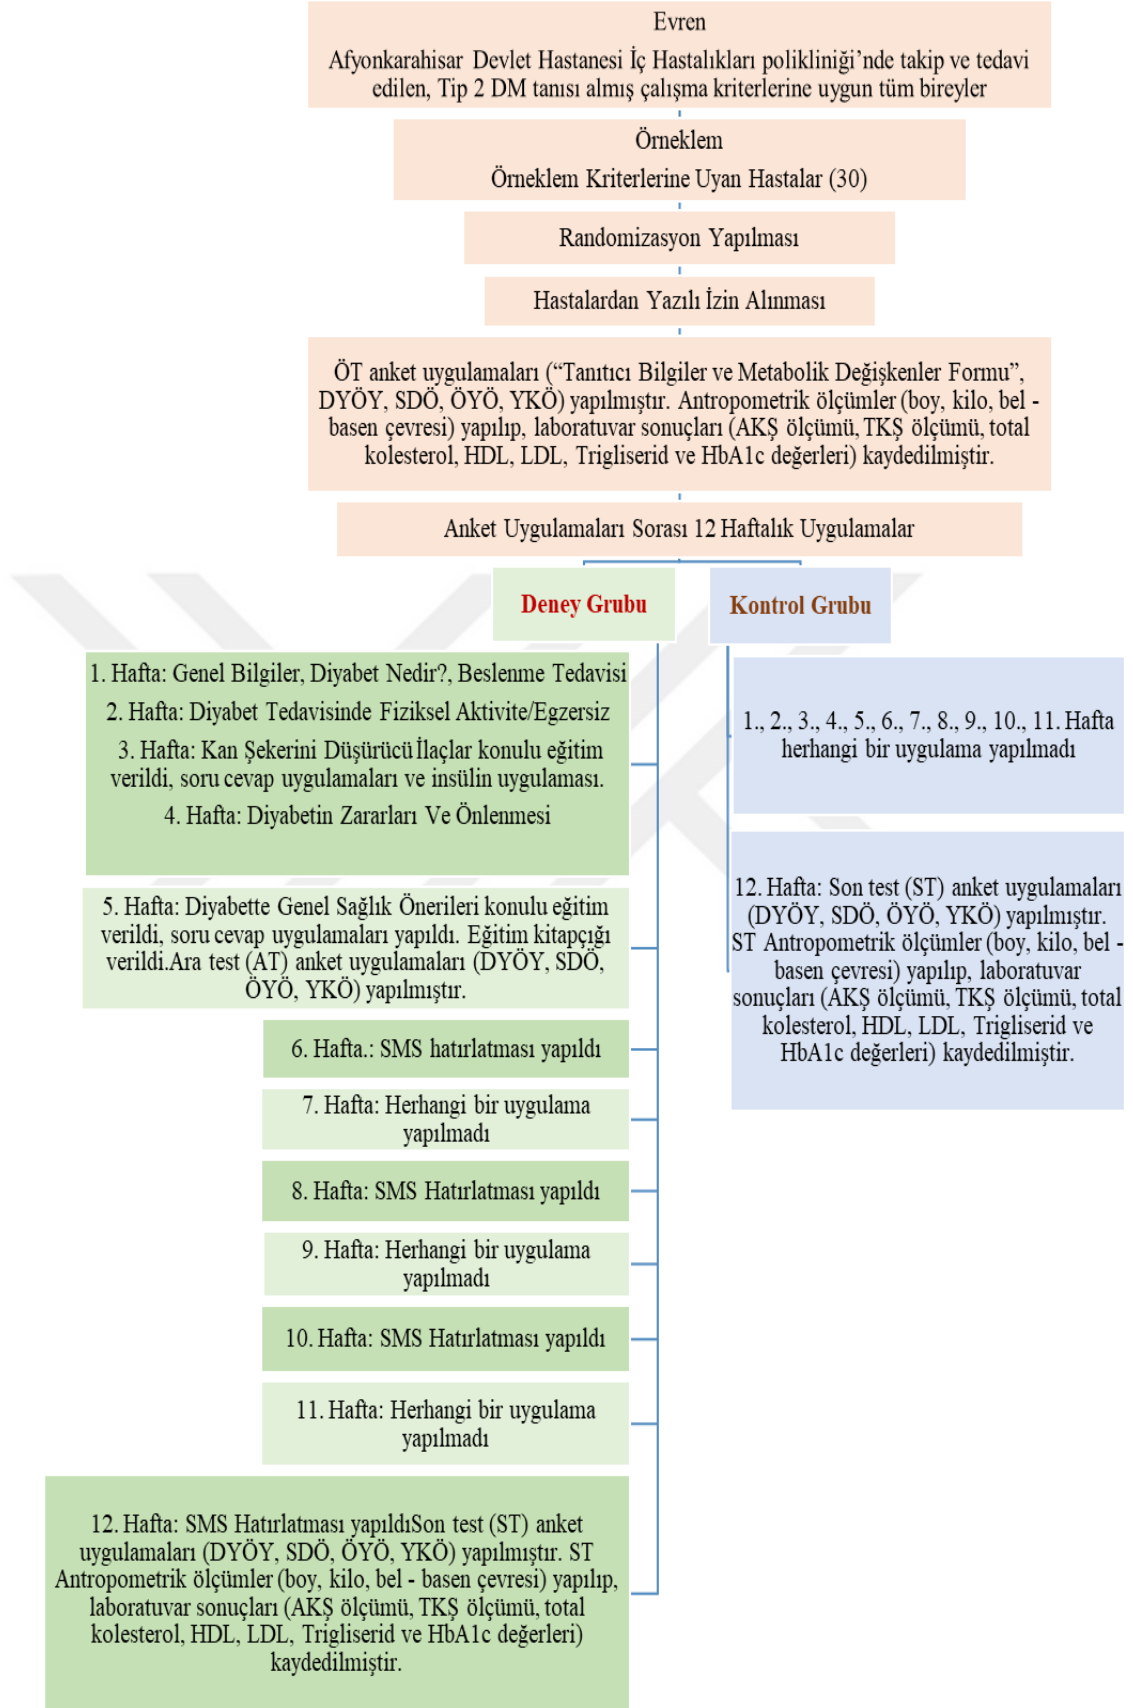 Evren
Afyonkarahisar Devlet Hastanesi İç Hastalıkları polikliniği’nde takip ve tedavi
edilen, Tip 2 DM tanısı almış çalışma kriterlerine uygun tüm bireyler
Örneklem
Örneklem Kriterlerine Uyan Hastalar (30)
Randomizasyon Yapılması
Hastalardan Yazılı İzin Alınması
ÖT anket uygulamaları (“Tanıtıcı Bilgiler ve Metabolik Değişkenler Formu”,
DYÖY, SDÖ, ÖYÖ, YKÖ) yapılmıştır. Antropometrik ölçümler (boy, kilo, bel -
basen çevresi) yapılıp, laboratuvar sonuçları (AKŞ ölçümü, TKŞ ölçümü, total
kolesterol, HDL, LDL, Trigliserid ve HbA1c değerleri) kaydedilmiştir.
Anket Uygulamaları Sorası 12 Haftalık Uygulamalar
Deney Grubu
1. Hafta: Genel Bilgiler, Diyabet Nedir?, Beslenme Tedavisi
2. Hafta: Diyabet Tedavisinde Fiziksel Aktivite/Egzersiz
3. Hafta: Kan Şekerini Düşürücü İlaçlar konulu eğitim
verildi, soru cevap uygulamaları ve insülin uygulaması.
4. Hafta: Diyabetin Zararları Ve Önlenmesi
5. Hafta: Diyabette Genel Sağlık Önerileri konulu eğitim
verildi, soru cevap uygulamaları yapıldı. Eğitim kitapçığı
verildi.Ara test (AT) anket uygulamaları (DYÖY, SDÖ,
ÖYÖ, YKÖ) yapılmıştır.
6. Hafta.: SMS hatırlatması yapıldı
7. Hafta: Herhangi bir uygulama
yapılmadı
8. Hafta: SMS Hatırlatması yapıldı
9. Hafta: Herhangi bir uygulama
yapılmadı
10. Hafta: SMS Hatırlatması yapıldı
11. Hafta: Herhangi bir uygulama
yapılmadı
12. Hafta: SMS Hatırlatması yapıldıSon test (ST) anket
uygulamaları (DYÖY, SDÖ, ÖYÖ, YKÖ) yapılmıştır. ST
Antropometrik ölçümler (boy, kilo, bel - basen çevresi) yapılıp,
laboratuvar sonuçları (AKŞ ölçümü, TKŞ ölçümü, total
kolesterol, HDL, LDL, Trigliserid ve HbA1c değerleri)
kaydedilmiştir.
Kontrol Grubu
1., 2., 3., 4., 5., 6., 7., 8., 9., 10., 11. Hafta
herhangi bir uygulama yapılmadı
12. Hafta: Son test (ST) anket uygulamaları
(DYÖY, SDÖ, ÖYÖ, YKÖ) yapılmıştır.
ST Antropometrik ölçümler (boy, kilo, bel -
basen çevresi) yapılıp, laboratuvar
sonuçları (AKŞ ölçümü, TKŞ ölçümü, total
kolesterol, HDL, LDL, Trigliserid ve
HbA1c değerleri) kaydedilmiştir.